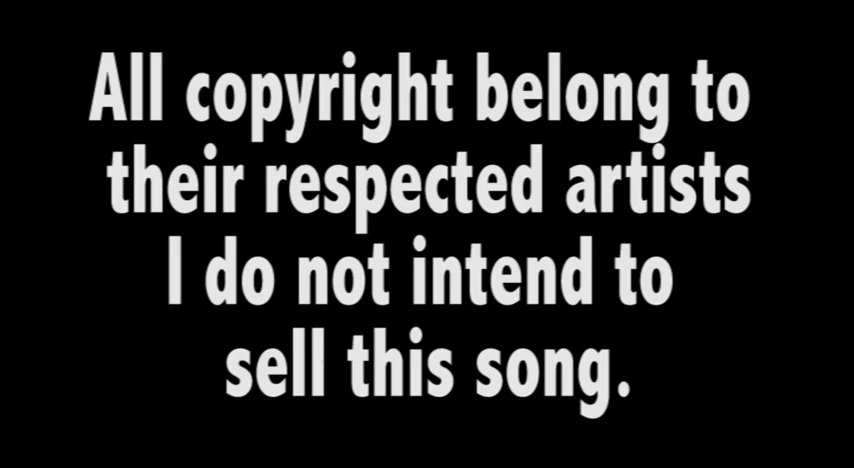 All copyright belong to
their respected artists
I do not intend to
sell this song.